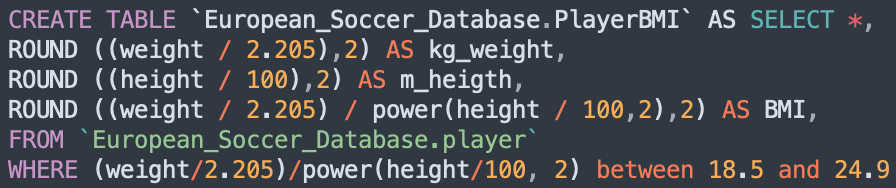 CREATE TABLE `European_Soccer_Database.PlayerBMI` AS SELECT *,
ROUND ((weight / 2.205),2) AS kg_weight,
ROUND ((height / 100),2) AS m_heigth,
ROUND ((weight / 2.205) / power(height / 100,2),2) AS BMI,
FROM `European_Soccer_Database.player`
WHERE (weight/2.205)/power(height/100, 2) between 18.5 and 24.9